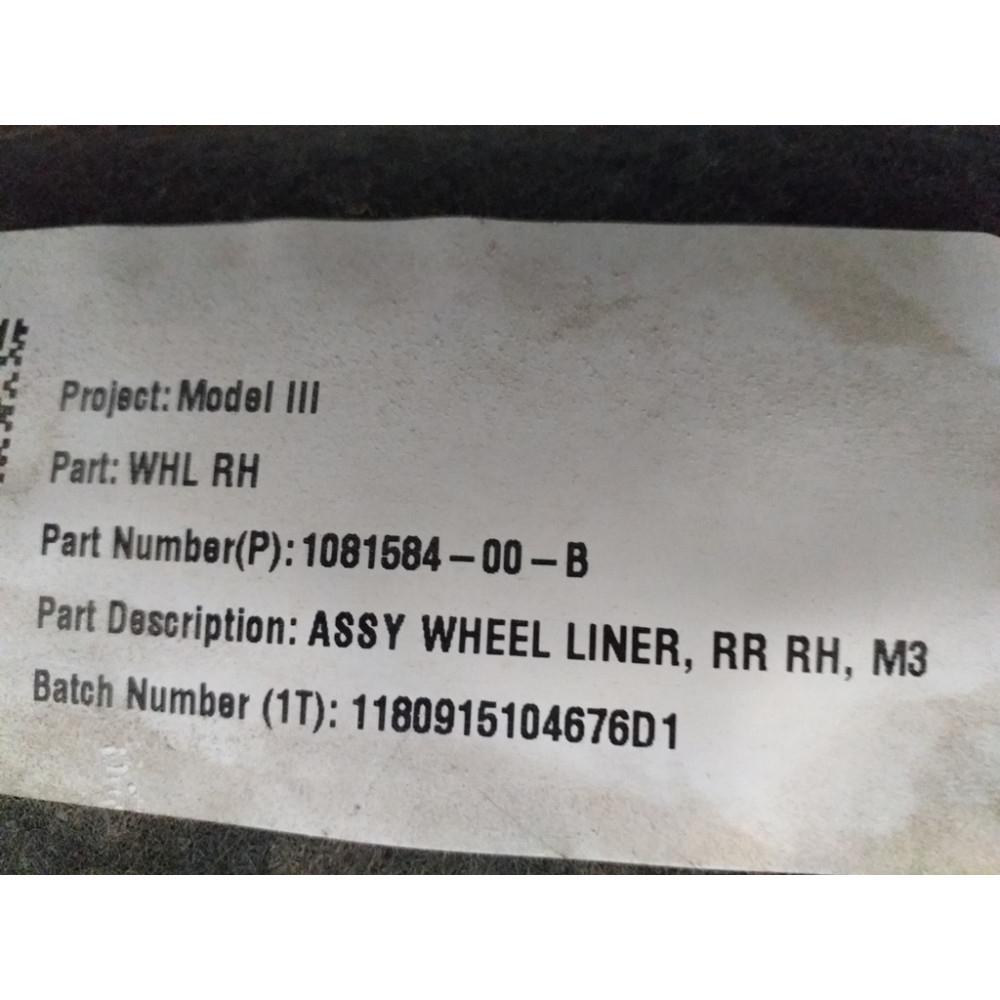 Project: Model III
Part: WHL RH
Part Number(P): 1081584-00-B
Part Description: ASSY WHEEL LINER, RR RH, M3
Batch Number (1T): 1180915104676D1